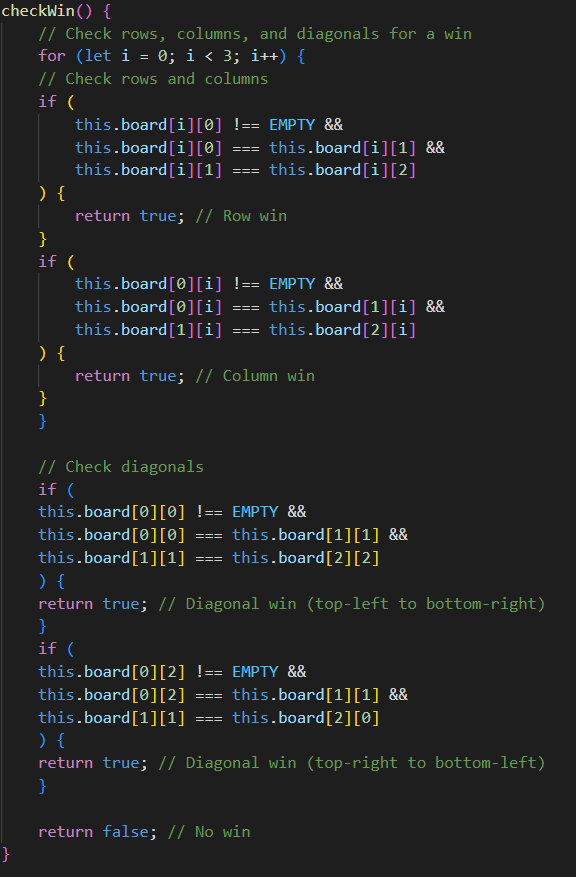 checkWin() {
    // Check rows, columns, and diagonals for a win
    for (let i = 0; i < 3; i++) {
    // Check rows and columns
    if (
        this.board[i][0] !== EMPTY &&
        this.board[i][0] === this.board[i][1] &&
        this.board[i][1] === this.board[i][2]
    ) {
        return true; // Row win
    }
    if (
        this.board[0][i] !== EMPTY &&
        this.board[0][i] === this.board[1][i] &&
        this.board[1][i] === this.board[2][i]
    ) {
        return true; // Column win
    }
    }

    // Check diagonals
    if (
    this.board[0][0] !== EMPTY &&
    this.board[0][0] === this.board[1][1] &&
    this.board[1][1] === this.board[2][2]
    ) {
    return true; // Diagonal win (top-left to bottom-right)
    }
    if (
    this.board[0][2] !== EMPTY &&
    this.board[0][2] === this.board[1][1] &&
    this.board[1][1] === this.board[2][0]
    ) {
    return true; // Diagonal win (top-right to bottom-left)
    }

    return false; // No win
}